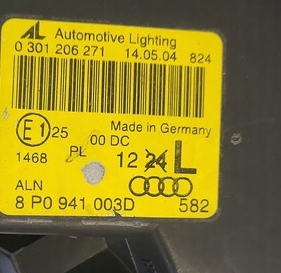 AL Automotive Lighting
0 301 206 271 14.05.04 824
E1 25 Made in Germany
00 DC
1468 PL 12 24 L
ALN
8 P0 941 003D 582